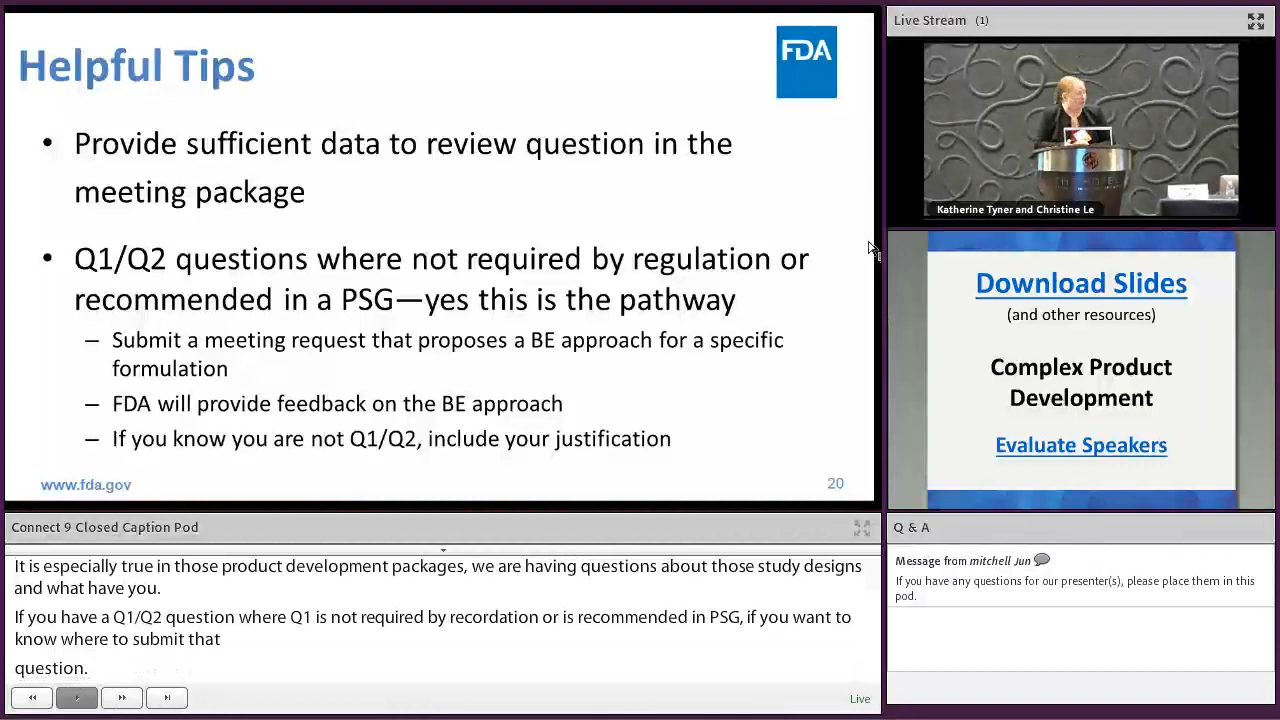 Helpful Tips
FDA
• Provide sufficient data to review question in the
meeting package
• Q1/Q2 questions where not required by regulation or
recommended in a PSG—yes this is the pathway
– Submit a meeting request that proposes a BE approach for a specific
formulation
– FDA will provide feedback on the BE approach
– If you know you are not Q1/Q2, include your justification
www.fda.gov
20
Live Stream (1)
Katherine Tyner and Christine Le
Download Slides
(and other resources)
Complex Product
Development
Evaluate Speakers
Connect 9 Closed Caption Pod
It is especially true in those product development packages, we are having questions about those study designs
and what have you.
If you have a Q1/Q2 question where Q1 is not required by recordation or is recommended in PSG, if you want to
know where to submit that
question.
Live
Q & A
Message from mitchell Jun
If you have any questions for our presenter(s), please place them in this
pod.